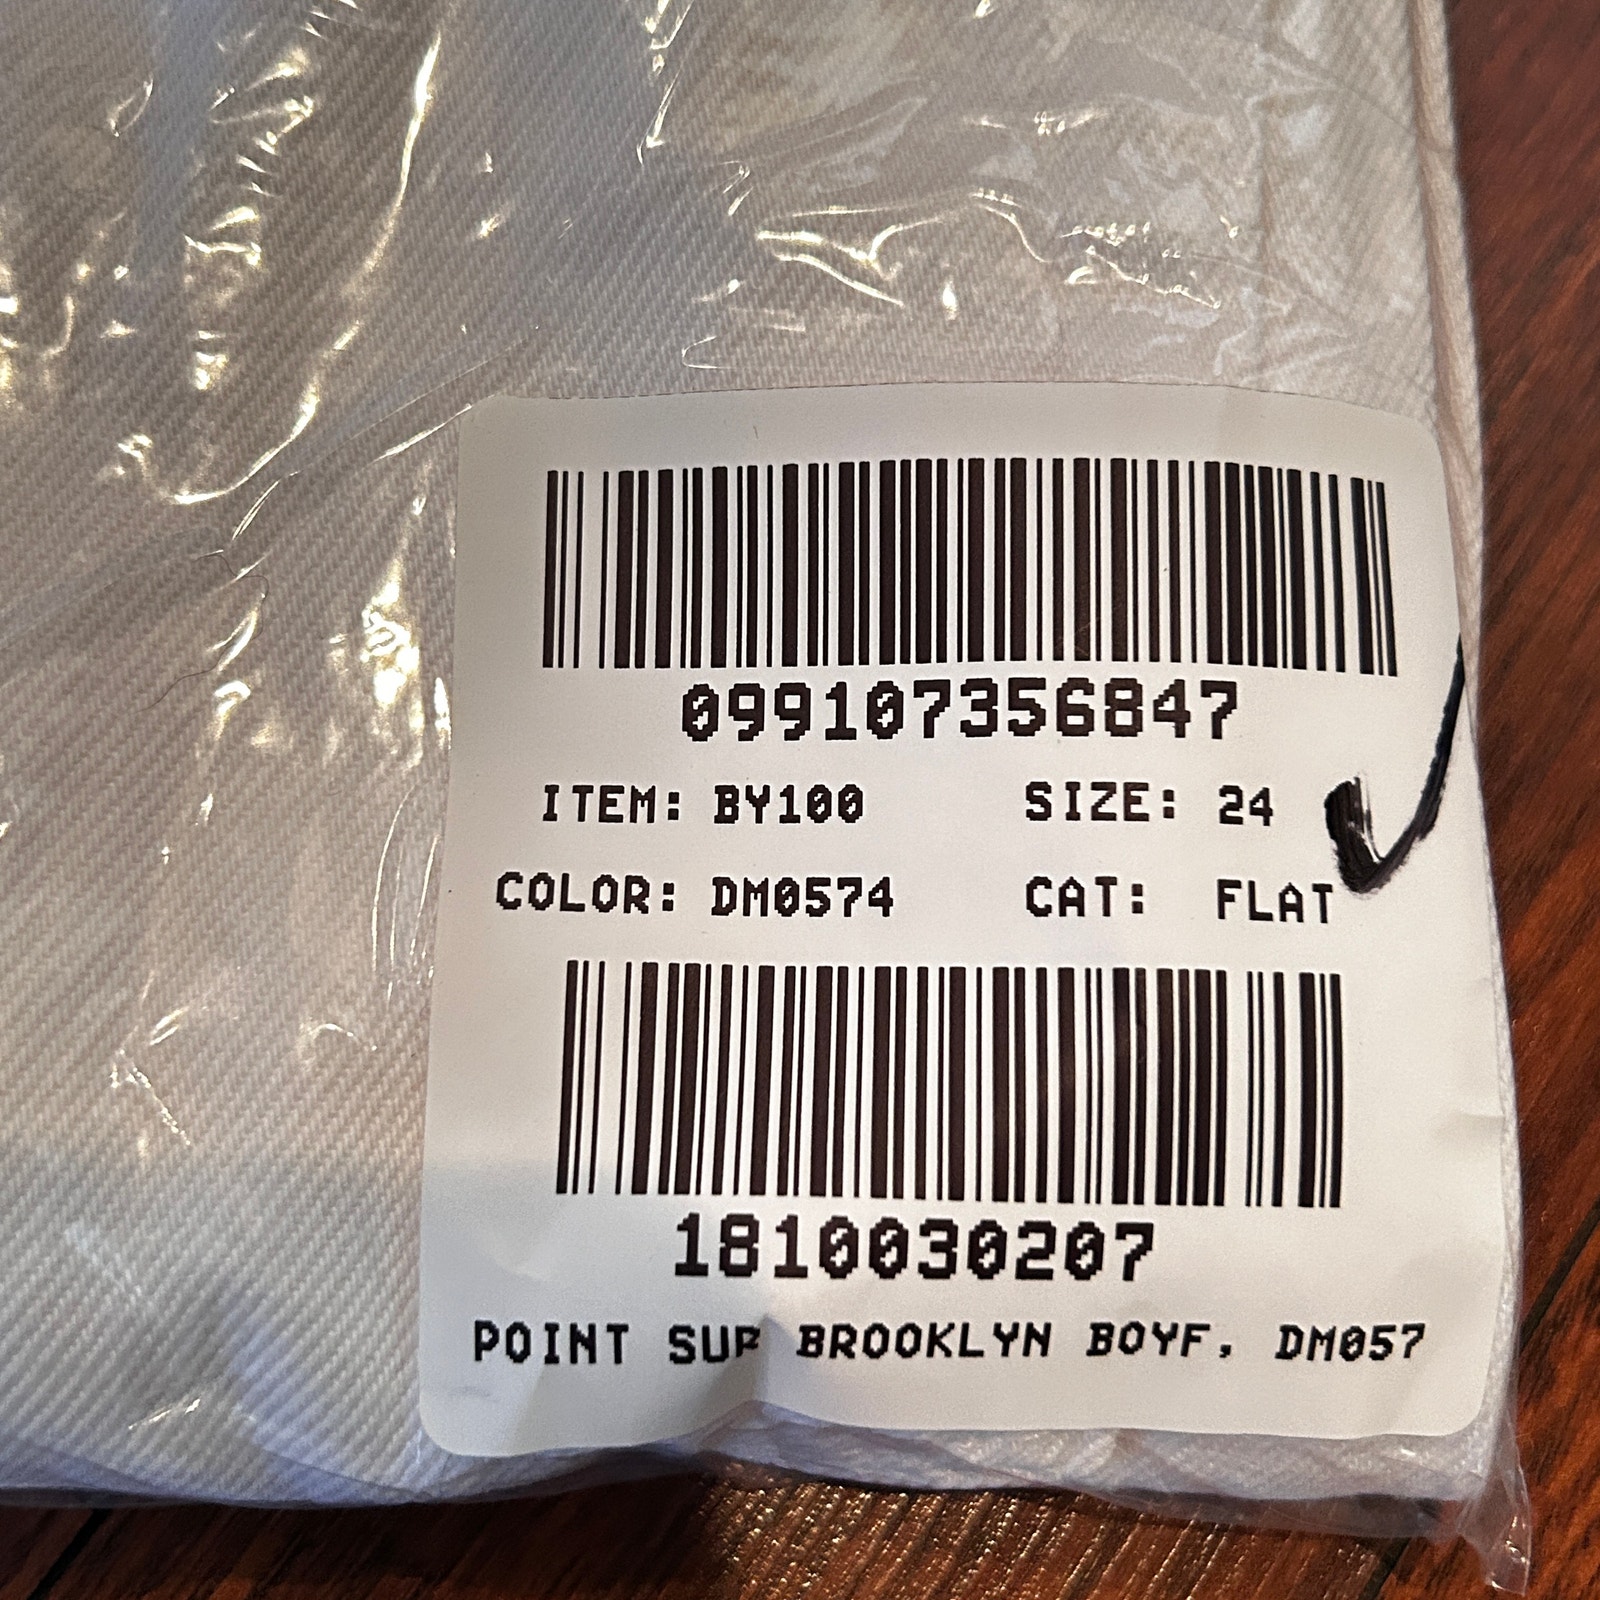 099107356847
ITEM: BY100 SIZE: 24
COLOR: DM0574 CAT: FLAT
1810030207
POINT SUR BROOKLYN BOYF, DM057